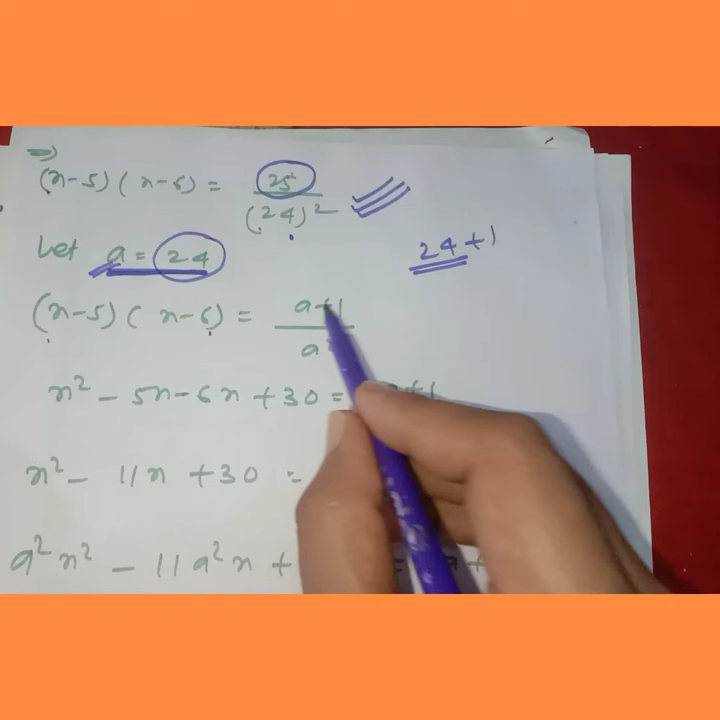 =>
(x-5)(x-6) = 25/(24)²
Let a = 24
24+1
(x-5)(x-6) = a+1/a²
x² - 5x - 6x + 30 =
x² - 11x + 30 =
a²x² - 11a²x +